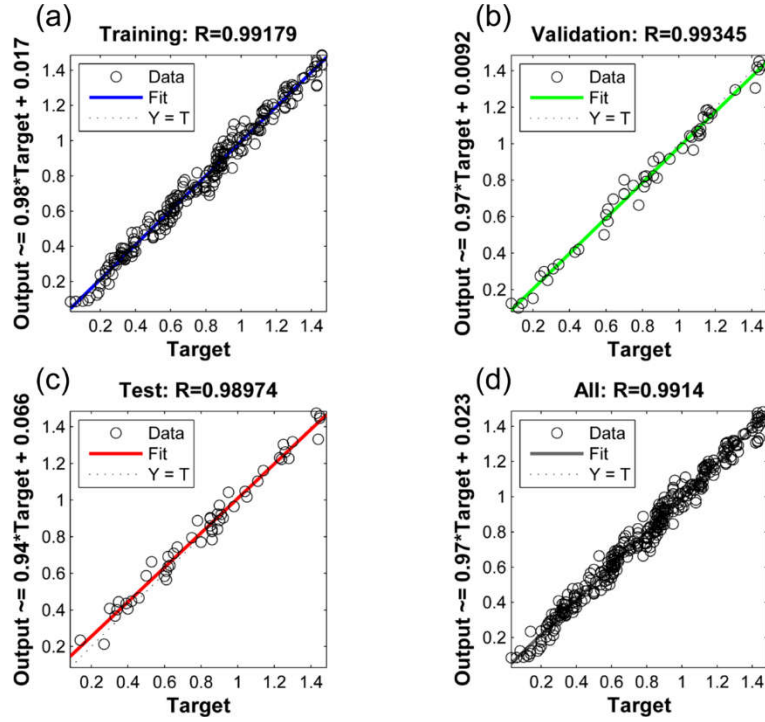 (a)
Training: R=0.99179
Output ~= 0.98*Target + 0.017
Data
Fit
Y = T
1.4
1.2
1
0.8
0.6
0.4
0.2
0.2 0.4 0.6 0.8 1 1.2 1.4
Target
(b)
Validation: R=0.99345
Output ~= 0.97*Target + 0.0092
Data
Fit
Y = T
1.4
1.2
1
0.8
0.6
0.4
0.2
0.2 0.4 0.6 0.8 1 1.2 1.4
Target
(c)
Test: R=0.98974
Output ~= 0.94*Target + 0.066
Data
Fit
Y = T
1.4
1.2
1
0.8
0.6
0.4
0.2
0.2 0.4 0.6 0.8 1 1.2 1.4
Target
(d)
All: R=0.9914
Output ~= 0.97*Target + 0.023
Data
Fit
Y = T
1.4
1.2
1
0.8
0.6
0.4
0.2
0.2 0.4 0.6 0.8 1 1.2 1.4
Target